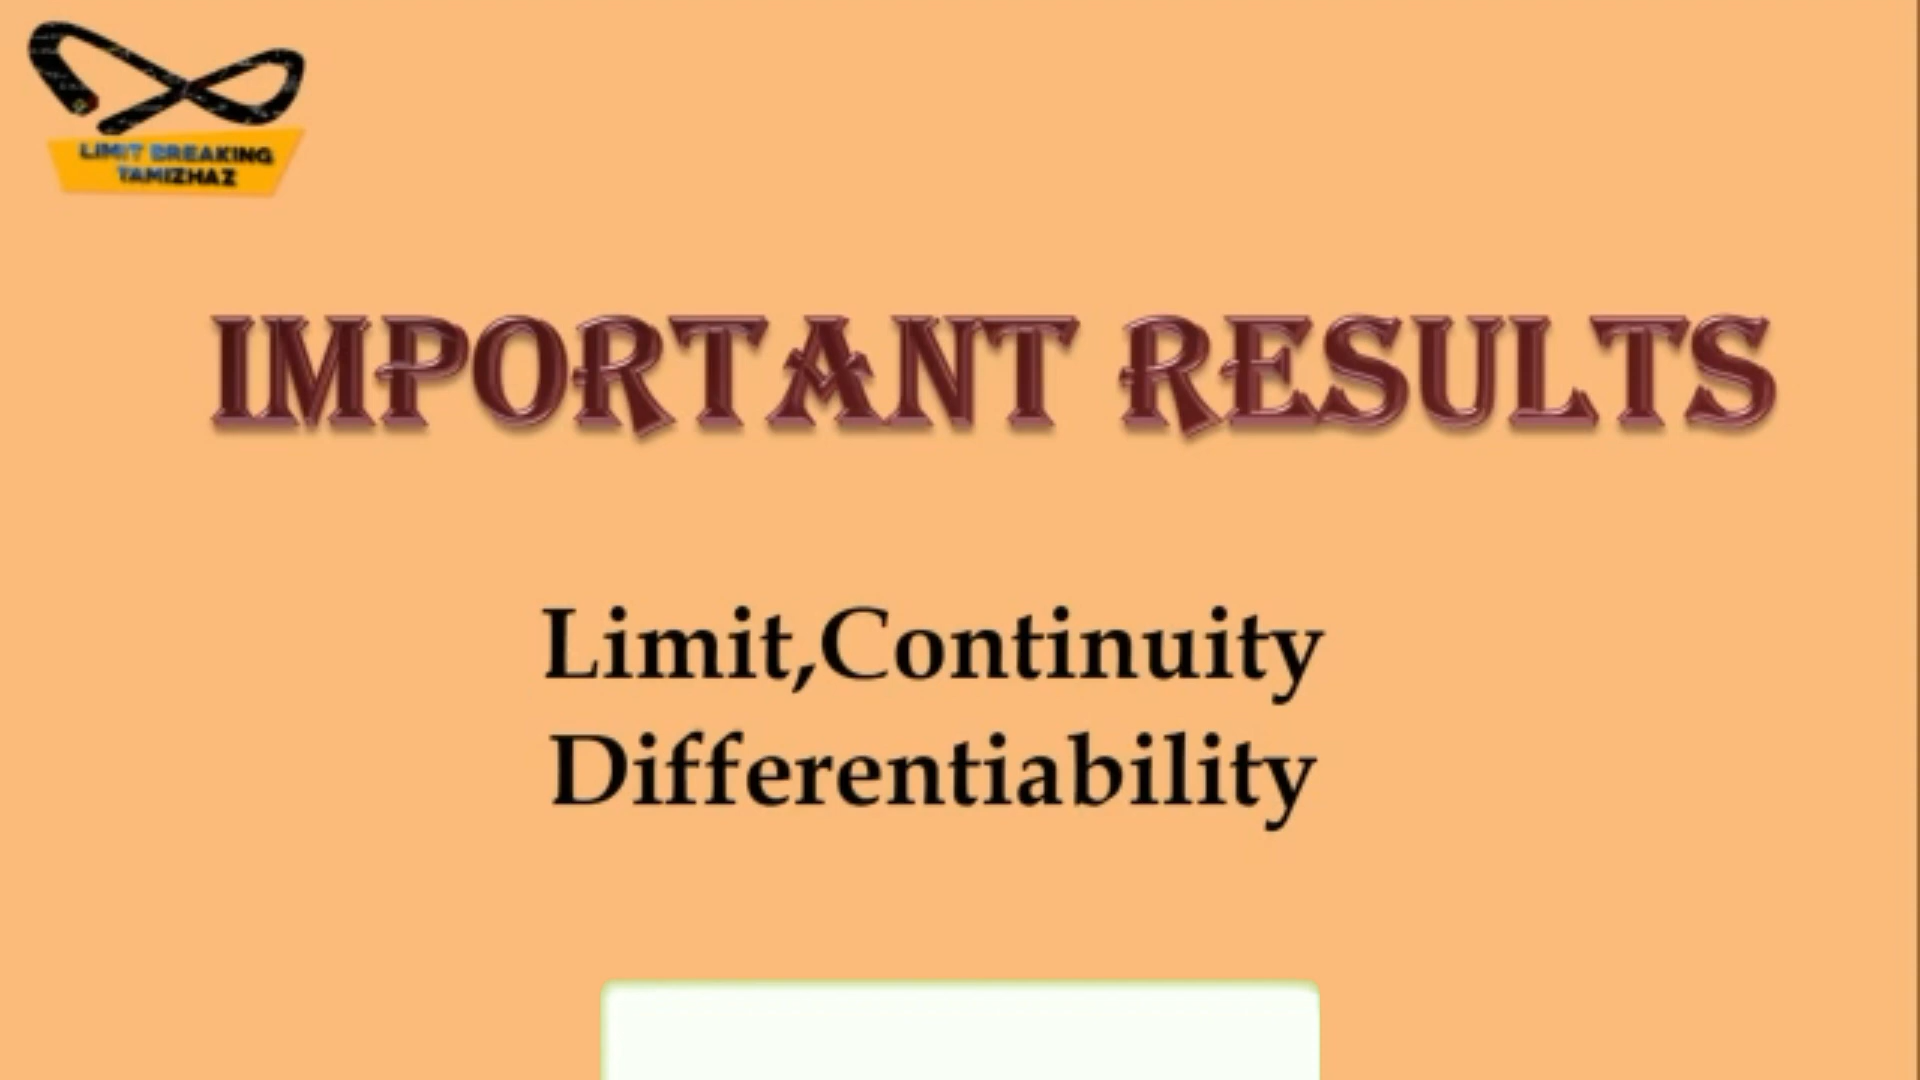 LIMIT BREAKING
TAMIZHAZ
IMPORTANT RESULTS
Limit,Continuity
Differentiability